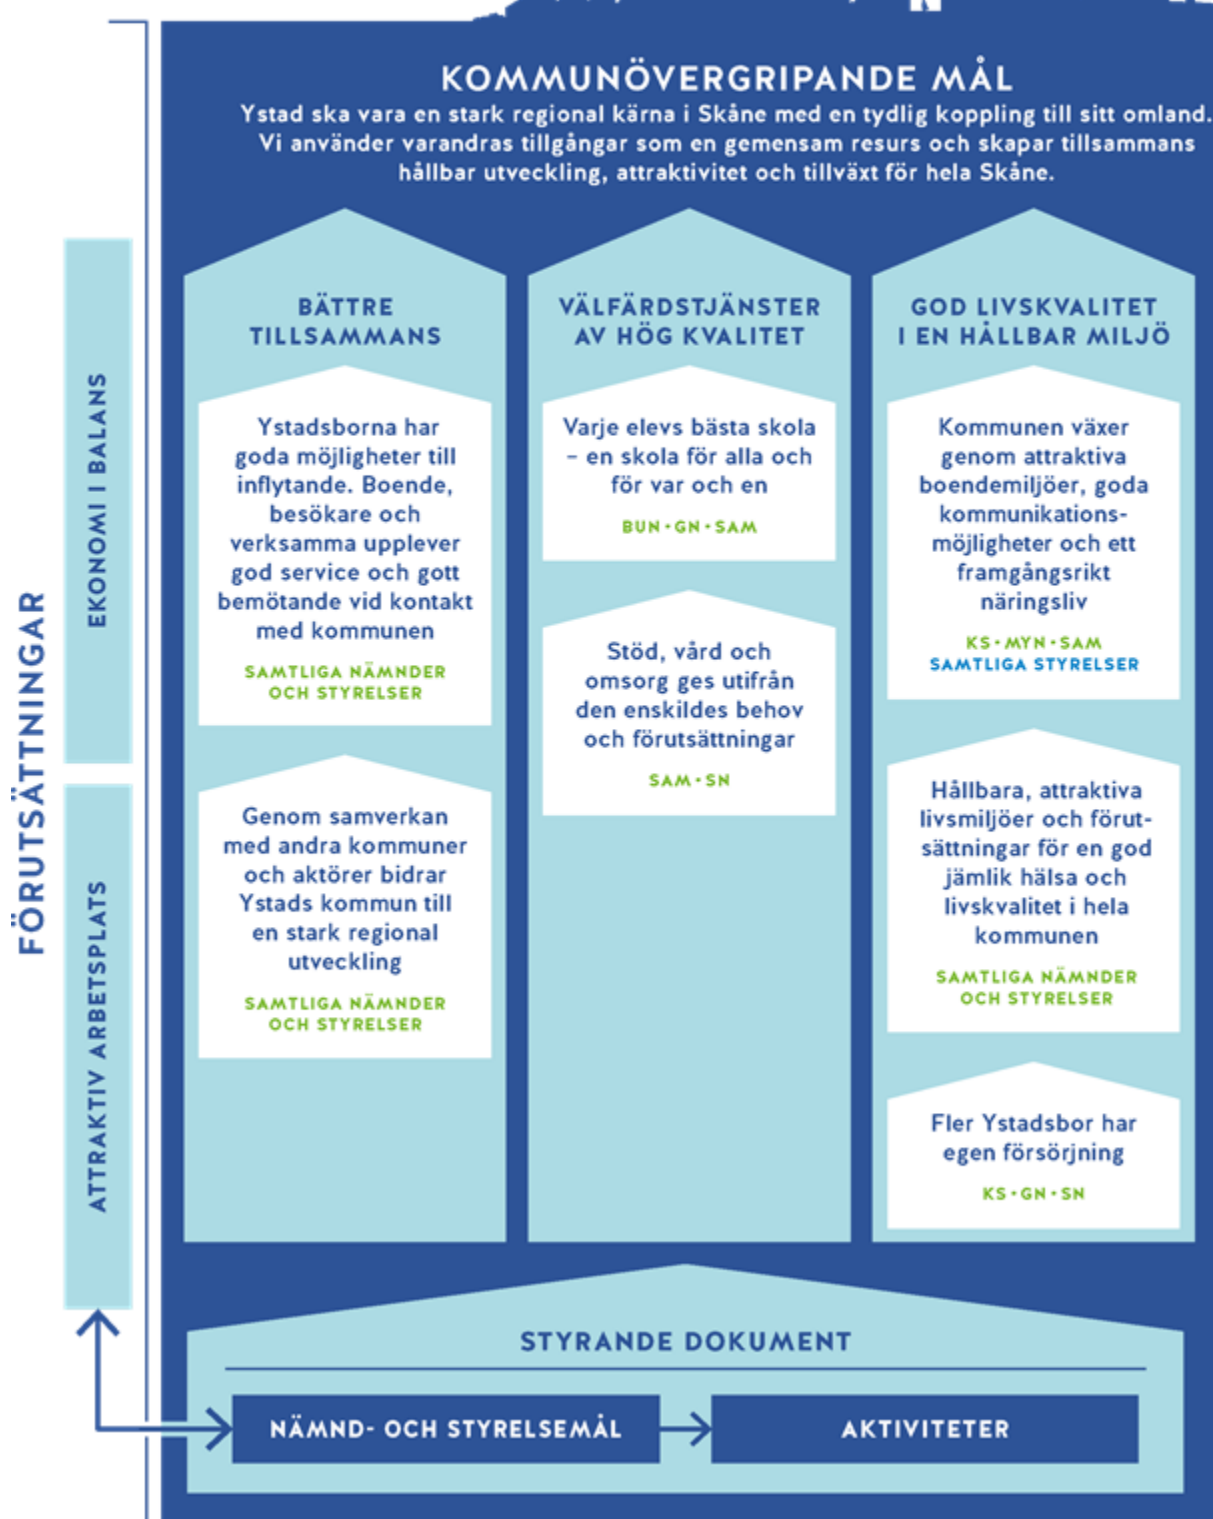 KOMMUNÖVERGRIPANDE MÅL
Ystad ska vara en stark regional kärna i Skåne med en tydlig koppling till sitt omland.
Vi använder varandras tillgångar som en gemensam resurs och skapar tillsammans
hållbar utveckling, attraktivitet och tillväxt för hela Skåne.
FÖRUTSÄTTNINGAR
EKONOMI I BALANS
ATTRAKTIV ARBETSPLATS
BÄTTRE
TILLSAMMANS
Ystadsborna har
goda möjligheter till
inflytande. Boende,
besökare och
verksamma upplever
god service och gott
bemötande vid kontakt
med kommunen
SAMTLIGA NÄMNDER
OCH STYRELSER
Genom samverkan
med andra kommuner
och aktörer bidrar
Ystads kommun till
en stark regional
utveckling
SAMTLIGA NÄMNDER
OCH STYRELSER
VÄLFÄRDSTJÄNSTER
AV HÖG KVALITET
Varje elevs bästa skola
– en skola för alla och
för var och en
BUN · GN · SAM
Stöd, vård och
omsorg ges utifrån
den enskildes behov
och förutsättningar
SAM · SN
GOD LIVSKVALITET
I EN HÅLLBAR MILJÖ
Kommunen växer
genom attraktiva
boendemiljöer, goda
kommunikations-
möjligheter och ett
framgångsrikt
näringsliv
KS · MYN · SAM
SAMTLIGA STYRELSER
Hållbara, attraktiva
livsmiljöer och förut-
sättningar för en god
jämlik hälsa och
livskvalitet i hela
kommunen
SAMTLIGA NÄMNDER
OCH STYRELSER
Fler Ystadsbor har
egen försörjning
KS · GN · SN
STYRANDE DOKUMENT
NÄMND- OCH STYRELSEMÅL
AKTIVITETER